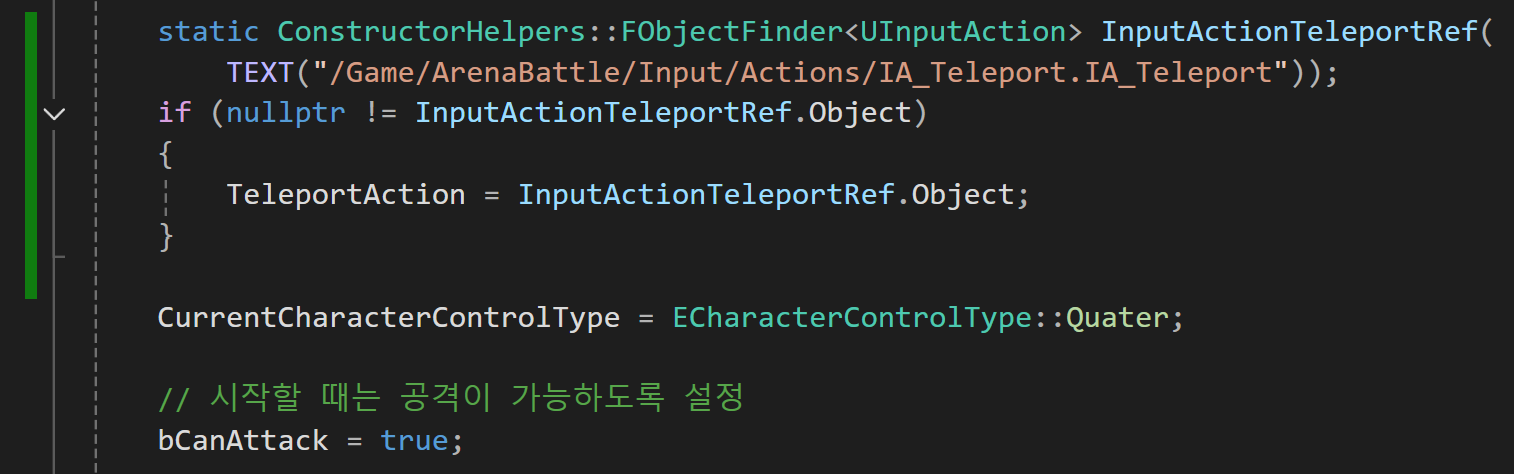 static ConstructorHelpers::FObjectFinder<UInputAction> InputActionTeleportRef(
TEXT("/Game/ArenaBattle/Input/Actions/IA_Teleport.IA_Teleport"));
if (nullptr != InputActionTeleportRef.Object)
{
TeleportAction = InputActionTeleportRef.Object;
}
CurrentCharacterControlType = ECharacterControlType::Quater;
// 시작할 때는 공격이 가능하도록 설정
bCanAttack = true;